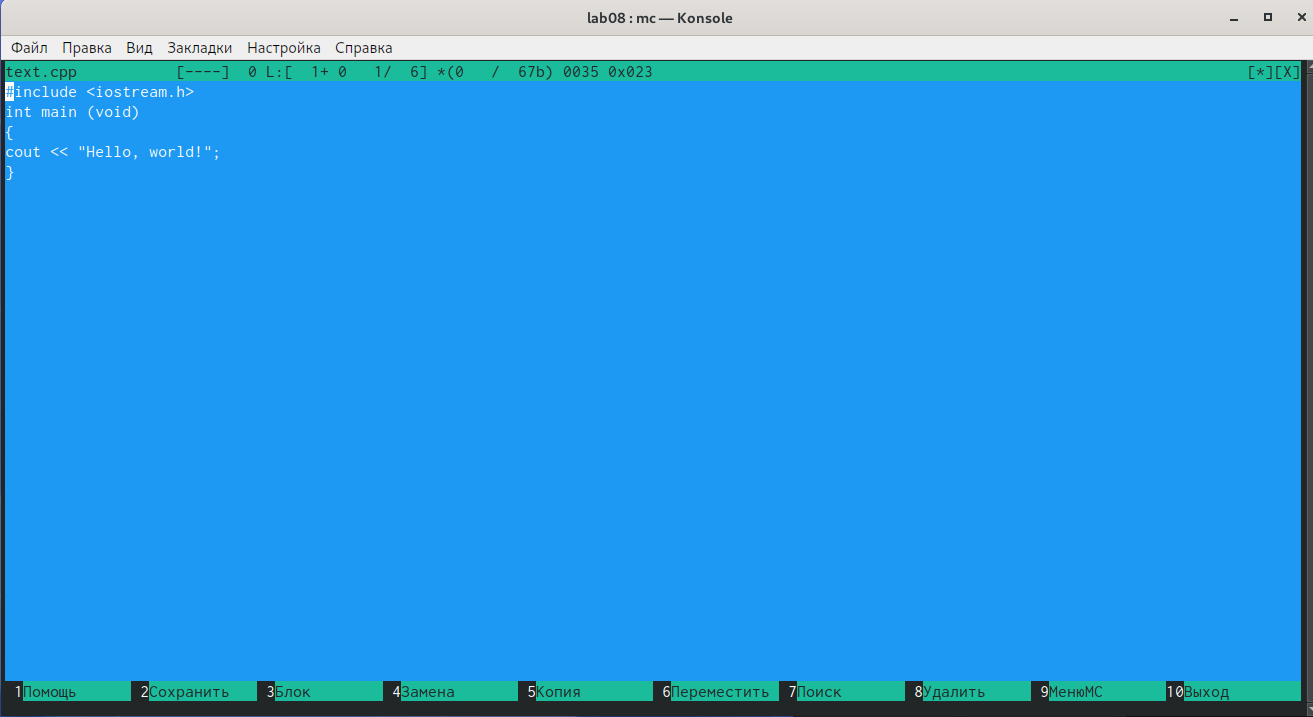 lab08 : mc — Konsole
Файл Правка Вид Закладки Настройка Справка
text.cpp [----] 0 L:[ 1+ 0 1/ 6] *(0 / 67b) 0035 0x023 [*][X]
#include <iostream.h>
int main (void)
{
cout << "Hello, world!";
}
1Помощь 2Сохранить 3Блок 4Замена 5Копия 6Переместить 7Поиск 8Удалить 9МенюМС 10Выход